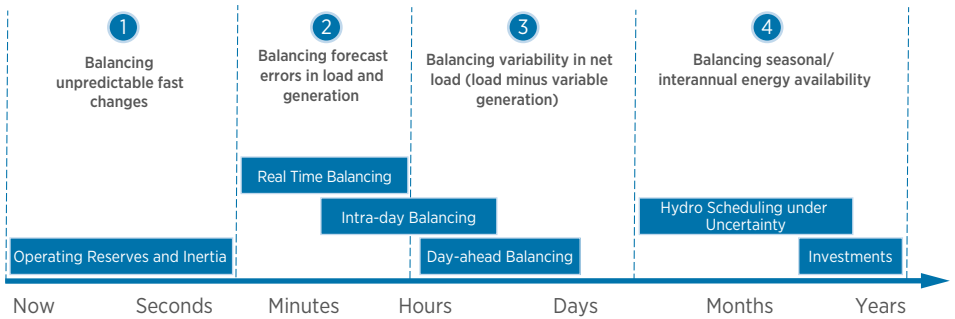 1
Balancing
unpredictable fast
changes
2
Balancing forecast
errors in load and
generation
3
Balancing variability in net
load (load minus variable
generation)
4
Balancing seasonal/
interannual energy availability
Real Time Balancing
Intra-day Balancing
Hydro Scheduling under
Uncertainty
Operating Reserves and Inertia
Day-ahead Balancing
Investments
Now
Seconds
Minutes
Hours
Days
Months
Years